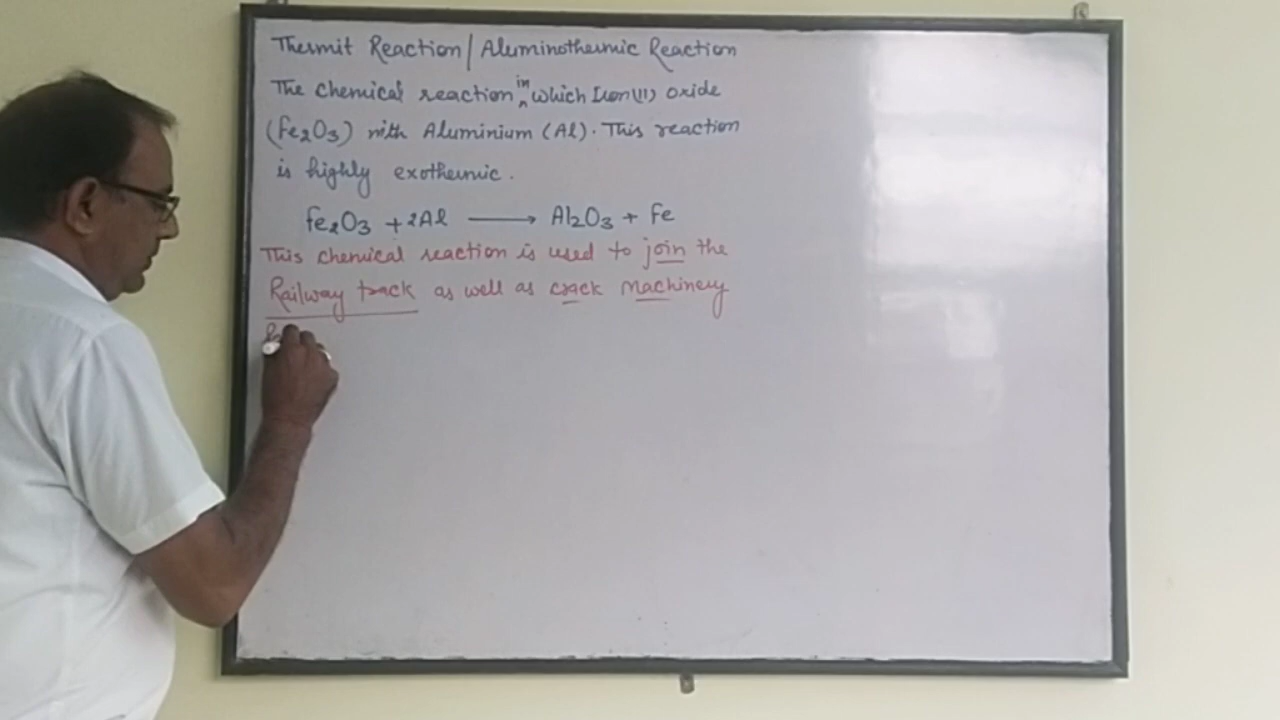 Thermit Reaction/Aluminothermic Reaction
The chemical reaction in which Iron(II) oxide
(Fe2O3) with Aluminium (Al). This reaction
is highly exothermic.
Fe2O3 + 2Al ⟶ Al2O3 + Fe
This chemical reaction is used to join the
Railway track as well as crack Machinery